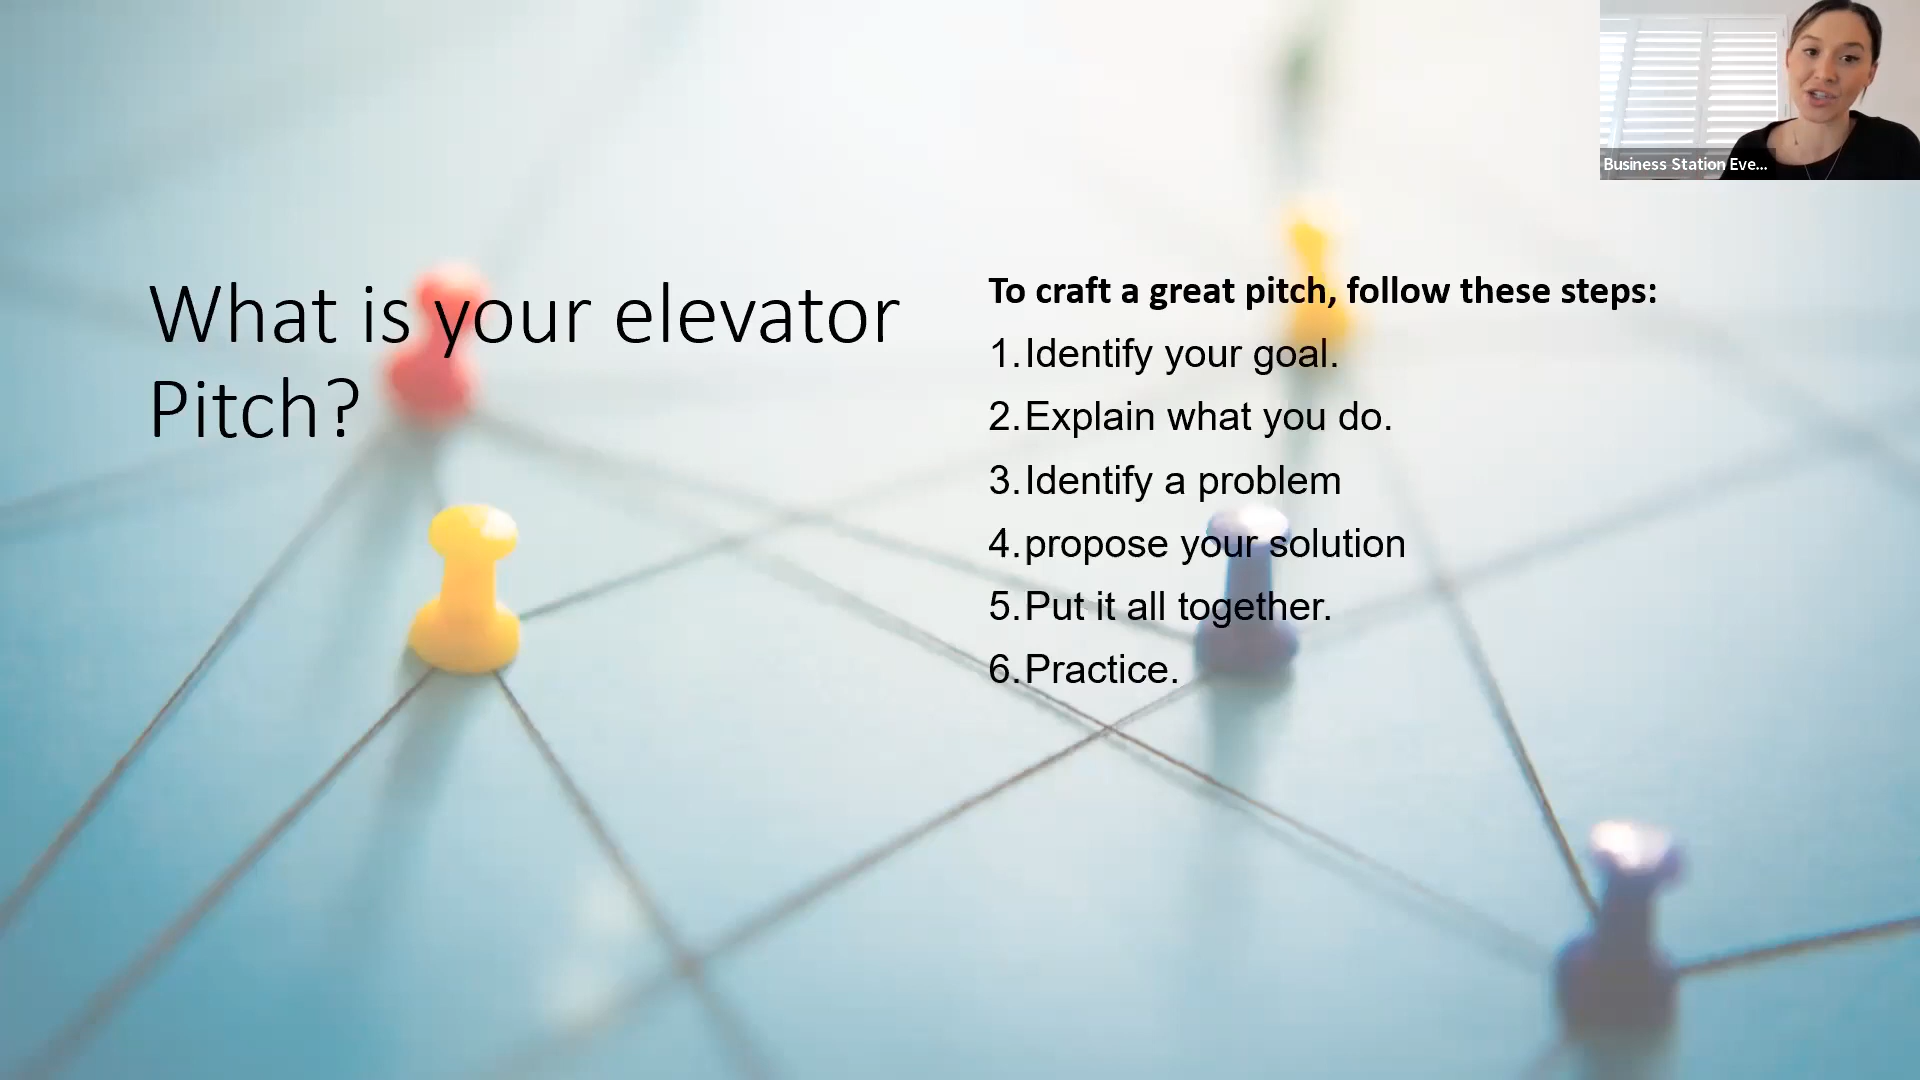 What is your elevator
Pitch?
To craft a great pitch, follow these steps:
1.Identify your goal.
2.Explain what you do.
3.Identify a problem
4.propose your solution
5.Put it all together.
6.Practice.
Business Station Eve...